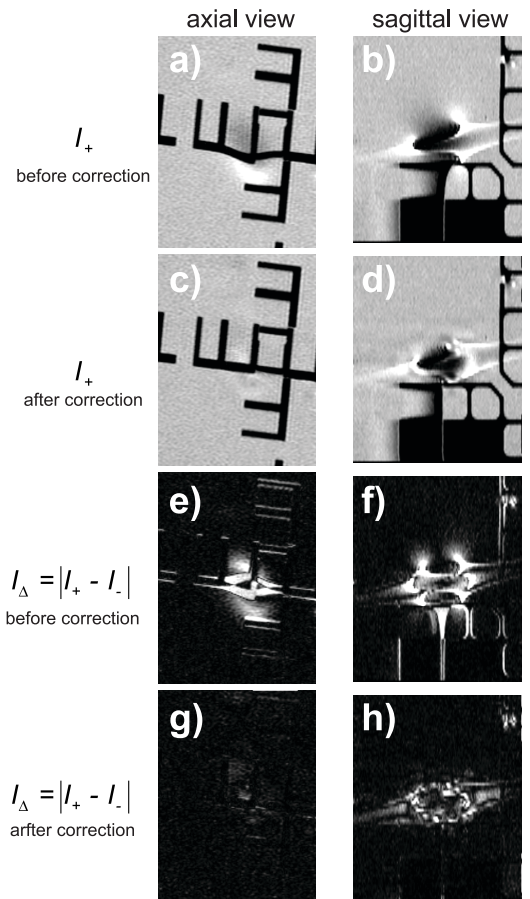 axial view sagittal view
a) b)
I+
before correction
c) d)
I+
after correction
e) f)
IΔ = |I+ - I-|
before correction
g) h)
IΔ = |I+ - I-|
arfter correction